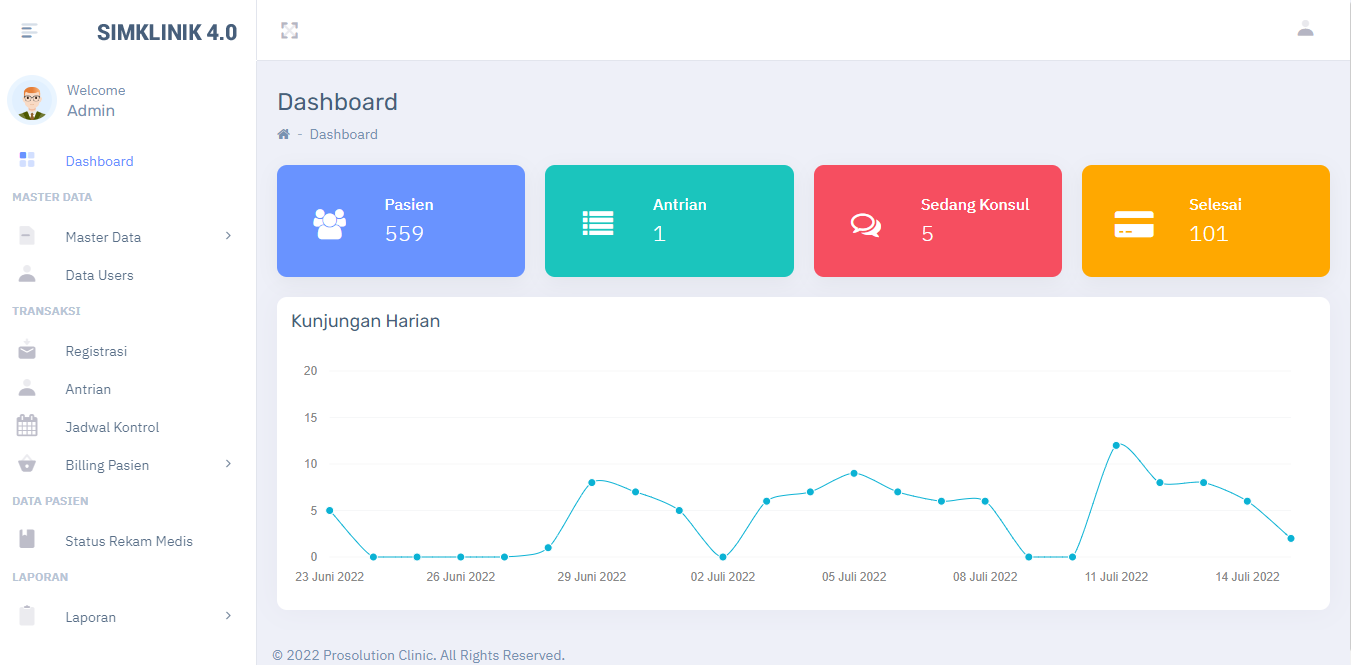 SIMKLINIK 4.0
Welcome
Admin
Dashboard
MASTER DATA
Master Data
Data Users
TRANSAKSI
Registrasi
Antrian
Jadwal Kontrol
Billing Pasien
DATA PASIEN
Status Rekam Medis
LAPORAN
Laporan
Dashboard
- Dashboard
Pasien
559
Antrian
1
Sedang Konsul
5
Selesai
101
Kunjungan Harian
20
15
10
5
0
23 Juni 2022 26 Juni 2022 29 Juni 2022 02 Juli 2022 05 Juli 2022 08 Juli 2022 11 Juli 2022 14 Juli 2022
© 2022 Prosolution Clinic. All Rights Reserved.